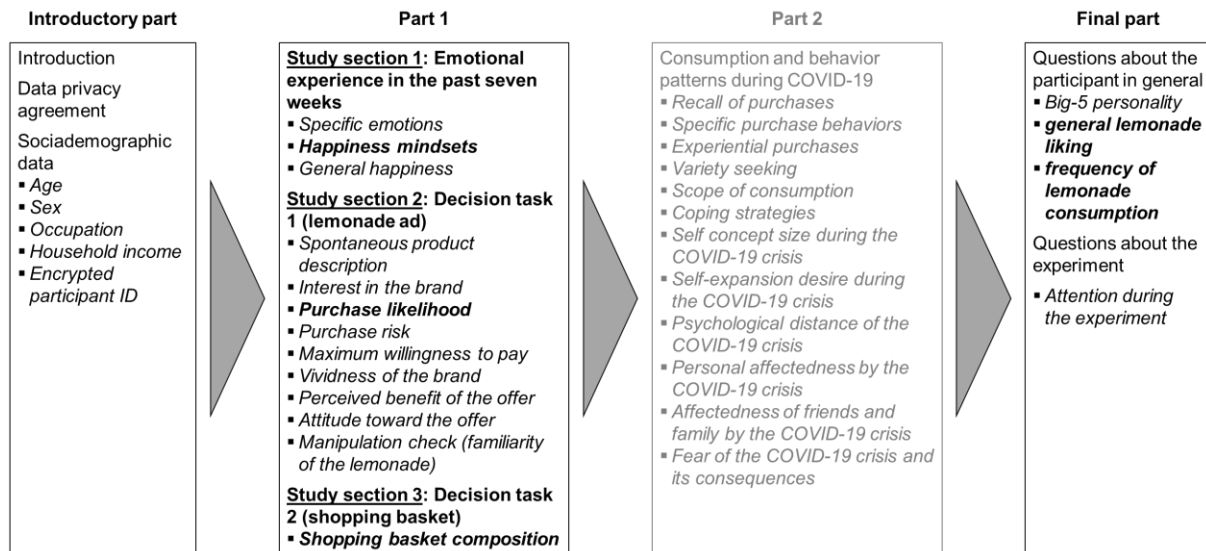 Introductory part
Introduction
Data privacy
agreement
Sociademographic
data
▪ Age
▪ Sex
▪ Occupation
▪ Household income
▪ Encrypted
participant ID
Part 1
Study section 1: Emotional
experience in the past seven
weeks
▪ Specific emotions
▪ Happiness mindsets
▪ General happiness
Study section 2: Decision task
1 (lemonade ad)
▪ Spontaneous product
description
▪ Interest in the brand
▪ Purchase likelihood
▪ Purchase risk
▪ Maximum willingness to pay
▪ Vividness of the brand
▪ Perceived benefit of the offer
▪ Attitude toward the offer
▪ Manipulation check (familiarity
of the lemonade)
Study section 3: Decision task
2 (shopping basket)
▪ Shopping basket composition
Part 2
Consumption and behavior
patterns during COVID-19
▪ Recall of purchases
▪ Specific purchase behaviors
▪ Experiential purchases
▪ Variety seeking
▪ Scope of consumption
▪ Coping strategies
▪ Self concept size during the
COVID-19 crisis
▪ Self-expansion desire during
the COVID-19 crisis
▪ Psychological distance of the
COVID-19 crisis
▪ Personal affectedness by the
COVID-19 crisis
▪ Affectedness of friends and
family by the COVID-19 crisis
▪ Fear of the COVID-19 crisis and
its consequences
Final part
Questions about the
participant in general
▪ Big-5 personality
▪ general lemonade
liking
▪ frequency of
lemonade
consumption
Questions about the
experiment
▪ Attention during
the experiment